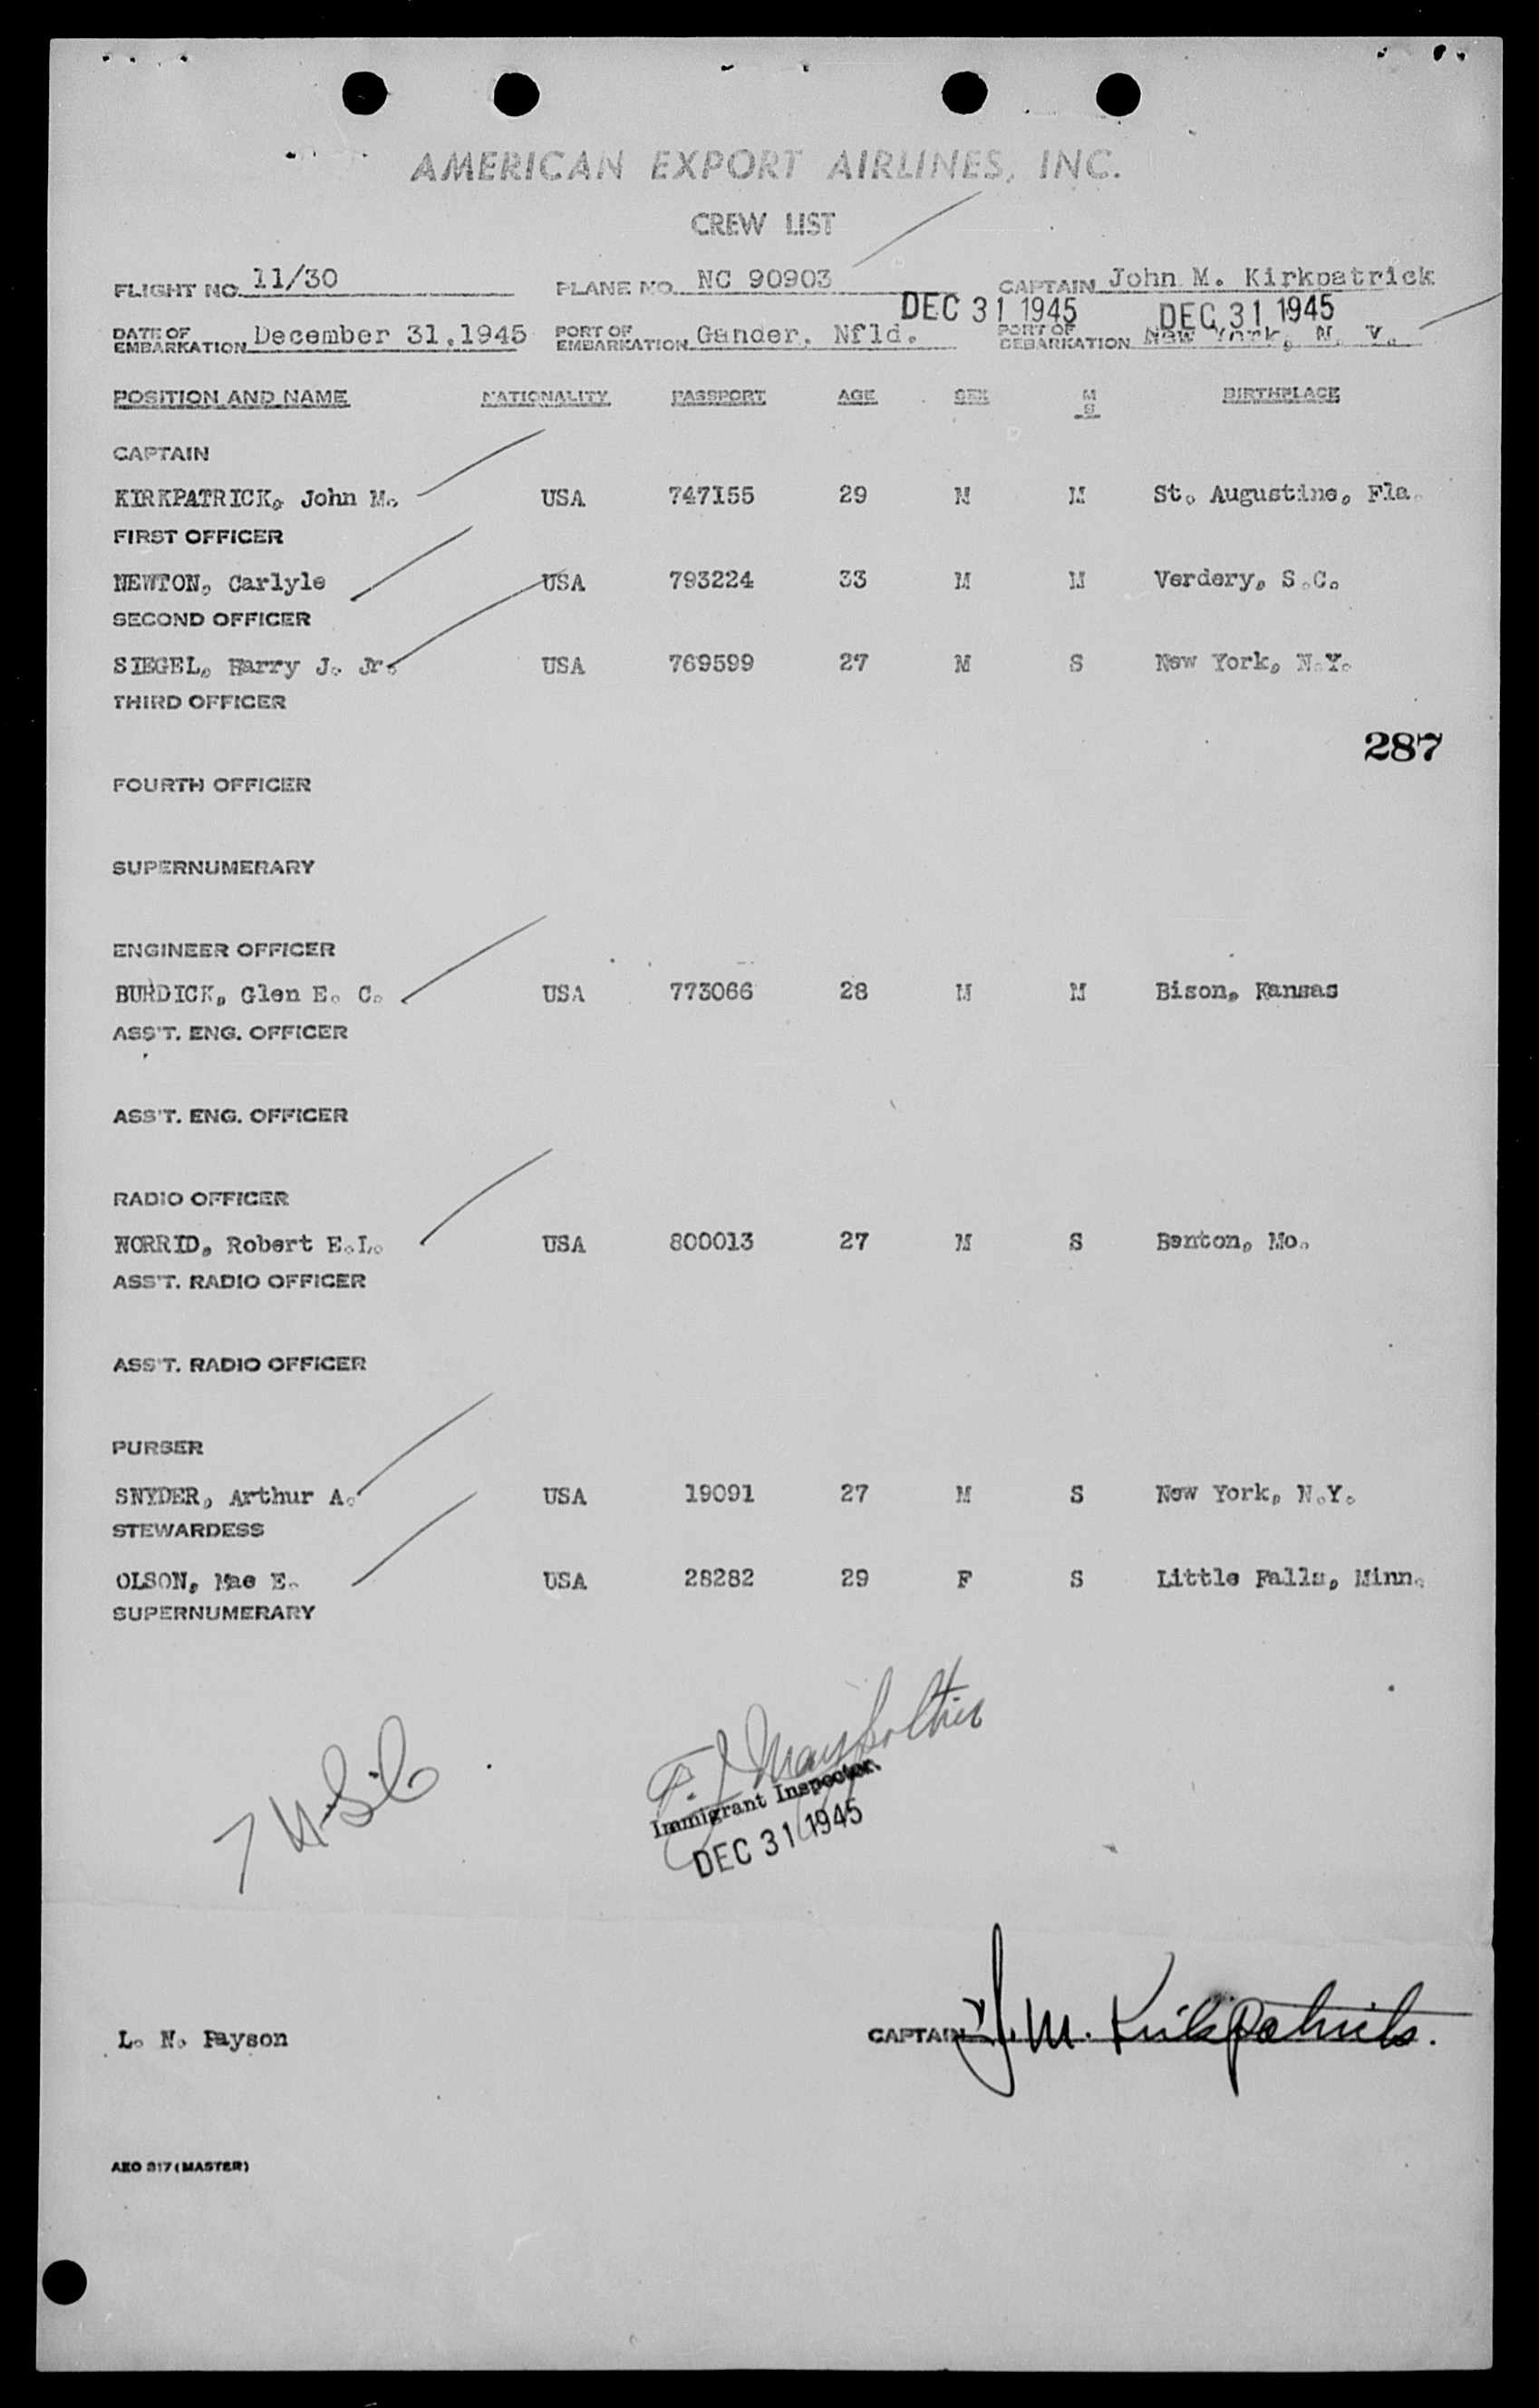 AMERICAN EXPORT AIRLINES, INC.
CREW LIST
FLIGHT NO. 11/30 PLANE NO. NC 90903 CAPTAIN John M. Kirkpatrick
DEC 31 1945 DEC 31 1945
DATE OF EMBARKATION December 31,1945 PORT OF EMBARKATION Gander, Nfld. PORT OF DEBARKATION New York, N. Y.
POSITION AND NAME NATIONALITY PASSPORT AGE SEX M S BIRTHPLACE
CAPTAIN
KIRKPATRICK, John M. USA 747155 29 M M St. Augustine, Fla.
FIRST OFFICER
NEWTON, Carlyle USA 793224 33 M M Verdery, S.C.
SECOND OFFICER
SIEGEL, Harry J. Jr. USA 769599 27 M S New York, N.Y.
THIRD OFFICER
287
FOURTH OFFICER
SUPERNUMERARY
ENGINEER OFFICER
BURDICK, Glen E. C. USA 773066 28 M M Bison, Kansas
ASS'T. ENG. OFFICER
ASS'T. ENG. OFFICER
RADIO OFFICER
NORRID, Robert E.L. USA 800013 27 M S Benton, Mo.
ASS'T. RADIO OFFICER
ASS'T. RADIO OFFICER
PURSER
SNYDER, Arthur A. USA 19091 27 M S New York, N.Y.
STEWARDESS
OLSON, Mae E. USA 28282 29 F S Little Falls, Minn.
SUPERNUMERARY
7
Immigrant Inspector.
DEC 31 1945
L. N. Payson
CAPTAIN J. M. Kirkpatrick.
AEO 317 (MASTER)